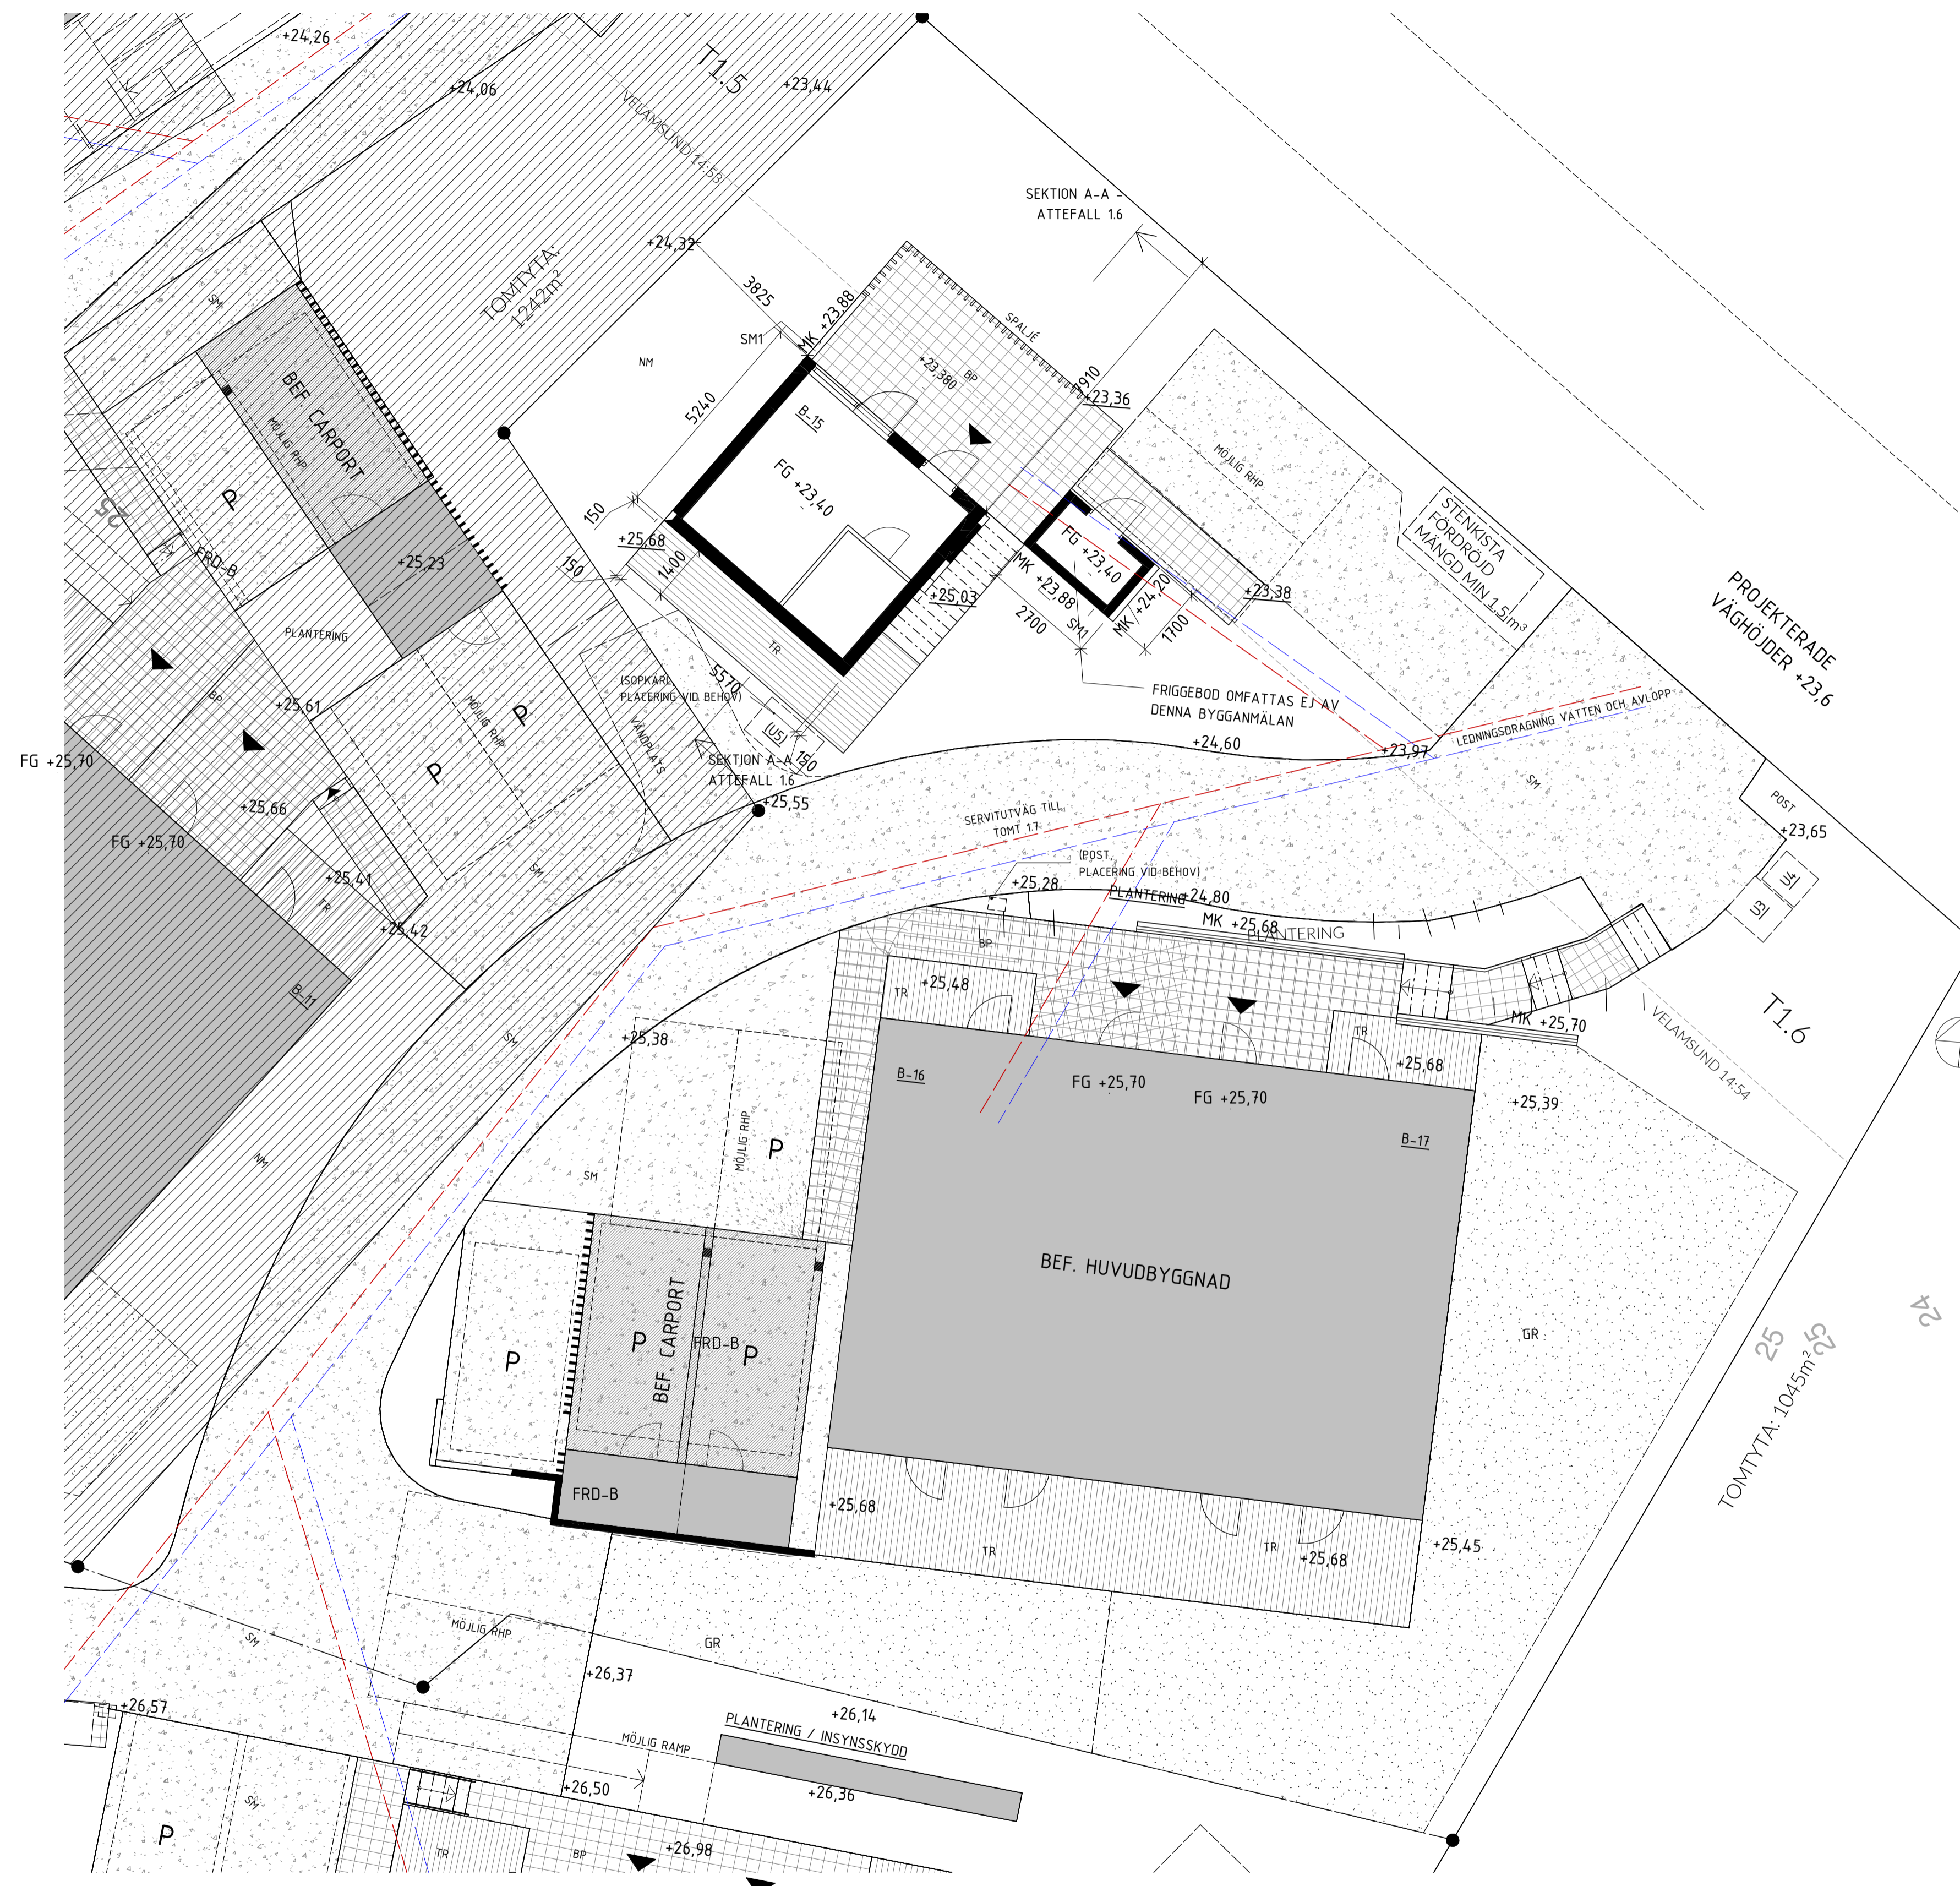 +24,26
+24,06
T1.5
+23,44
VELAMSUND 14:53
SEKTION A-A -
ATTEFALL 1.6
+24,32
TOMTYTA:
1242m²
3825
MK +23,88
SM1
NM
SPALJÉ
+23,380
BP
7910
+23,36
5240
B-15
FG +23,40
150
+25,68
1400
150
SM
BEF. CARPORT
MÖJLIG RHP
P
25
FRD-B
+25,23
MÖJLIG RHP
STENKISTA
FÖRDRÖJD
MÄNGD MIN 1,5m³
FG +23,40
MK +23,88
MK +24,20
+25,03
2700
SM1
1700
+23,38
PROJEKTERADE
VÄGHÖJDER +23,6
PLANTERING
TR
(SOPKÄRL
PLACERING VID BEHOV)
5570
VÄNDPLATS
(U5)
150
SEKTION A-A -
ATTEFALL 1.6
FRIGGEBOD OMFATTAS EJ AV
DENNA BYGGANMÄLAN
+24,60
+23,97
LEDNINGSDRAGNING VATTEN OCH AVLOPP
SM
POST
+23,65
U4
U3
BP
+25,61
MÖJLIG RHP
P
P
FG +25,70
+25,66
FG +25,70
+25,41
TR
+25,42
SM
B-11
+25,55
SERVITUTVÄG TILL
TOMT 1.7
(POST,
PLACERING VID BEHOV)
+25,28
PLANTERING
+24,80
MK +25,68
PLANTERING
BP
TR
+25,48
MK +25,70
TR
+25,68
T1.6
VELAMSUND 14:54
SM
+25,38
B-16
FG +25,70
FG +25,70
+25,39
B-17
NM
SM
MÖJLIG RHP
P
BEF. HUVUDBYGGNAD
P
P
BEF. CARPORT
FRD-B
P
GR
25
25
24
TOMTYTA: 1045m²
FRD-B
+25,68
TR
TR
+25,68
+25,45
MÖJLIG RHP
SM
GR
+26,37
+26,57
+26,14
PLANTERING / INSYNSSKYDD
MÖJLIG RAMP
+26,50
+26,36
SM
P
TR
BP
+26,98